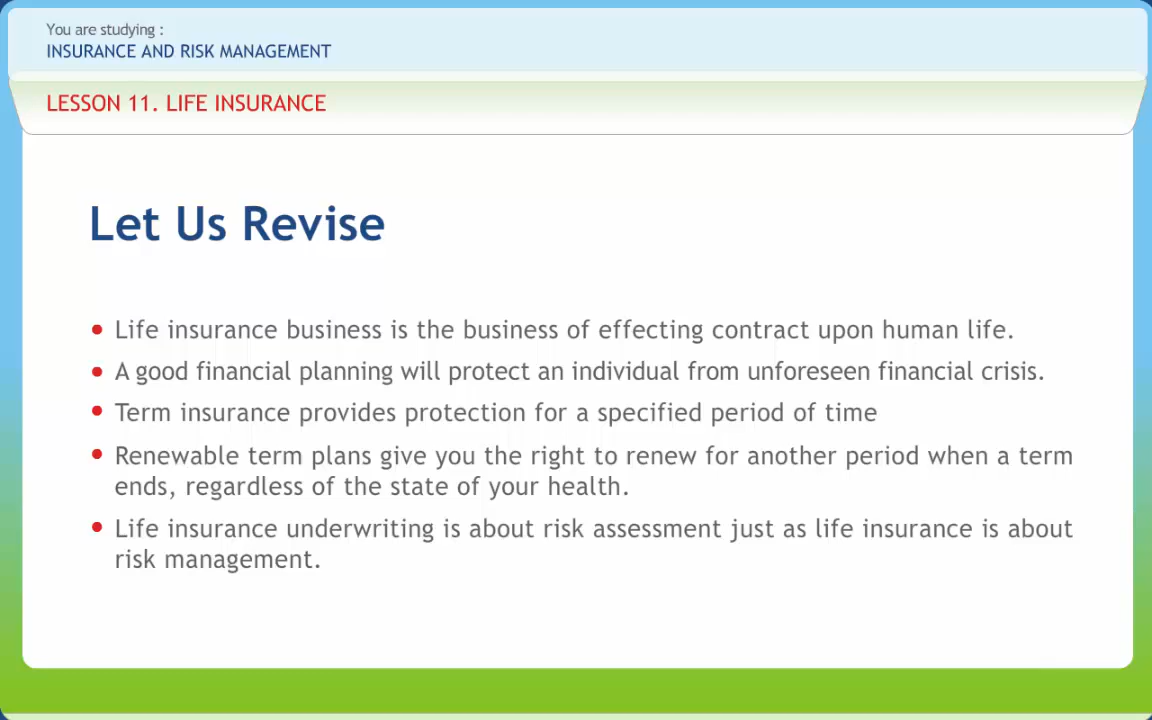 You are studying :
INSURANCE AND RISK MANAGEMENT
LESSON 11. LIFE INSURANCE
Let Us Revise
• Life insurance business is the business of effecting contract upon human life.
• A good financial planning will protect an individual from unforeseen financial crisis.
• Term insurance provides protection for a specified period of time
• Renewable term plans give you the right to renew for another period when a term
ends, regardless of the state of your health.
• Life insurance underwriting is about risk assessment just as life insurance is about
risk management.